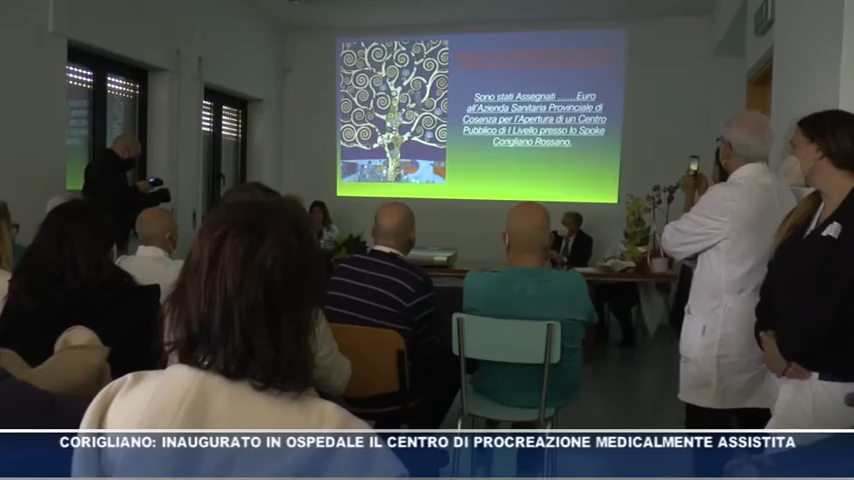 Sono stati Assegnati ...... Euro
all'Azienda Sanitaria Provinciale di
Cosenza per l'Apertura di un Centro
Pubblico di I Livello presso lo Spoke
Corigliano Rossano.
CORIGLIANO: INAUGURATO IN OSPEDALE IL CENTRO DI PROCREAZIONE MEDICALMENTE ASSISTITA